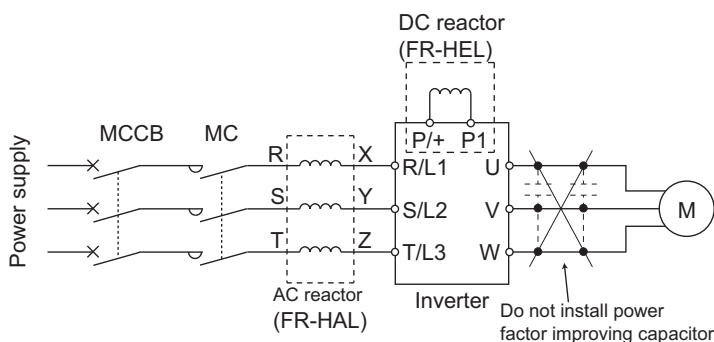 DC reactor
(FR-HEL)
MCCB
MC
R
X
P/+
P1
R/L1
U
Power supply
S
Y
S/L2
V
M
T
Z
T/L3
W
AC reactor
(FR-HAL)
Inverter
Do not install power
factor improving capacitor